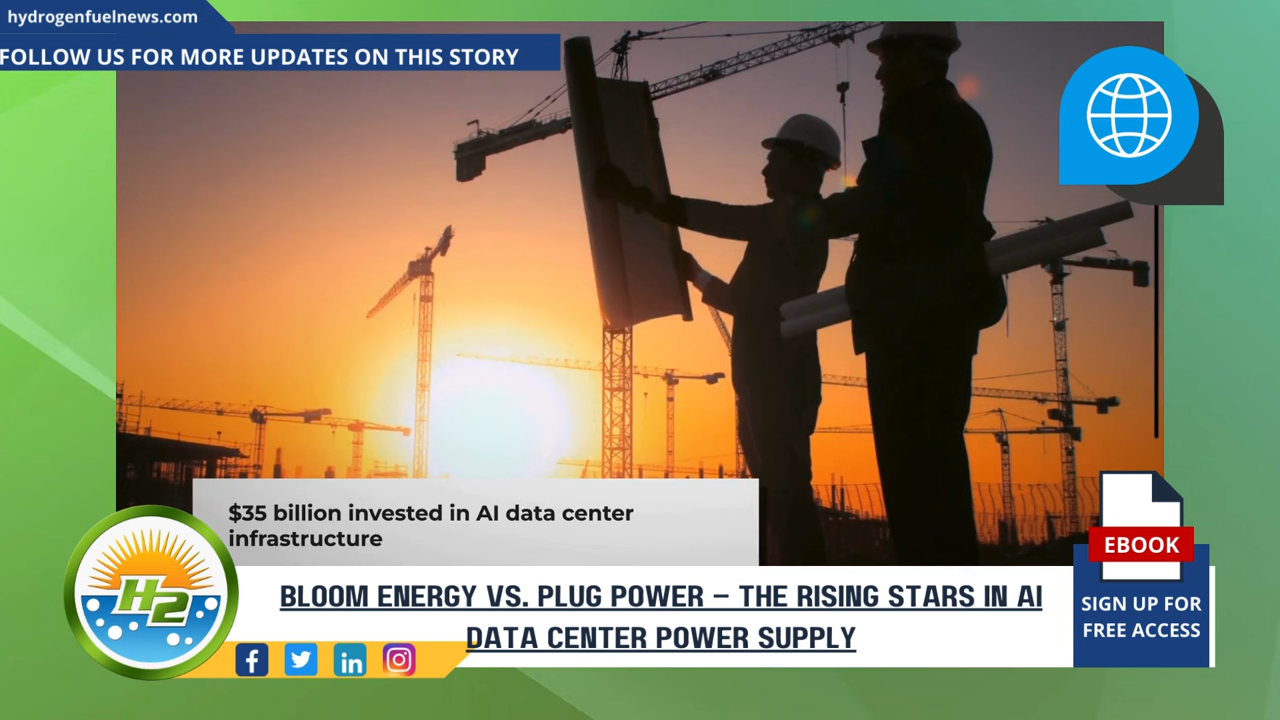 hydrogenfuelnews.com
FOLLOW US FOR MORE UPDATES ON THIS STORY
$35 billion invested in AI data center
infrastructure
H2
BLOOM ENERGY VS. PLUG POWER – THE RISING STARS IN AI
DATA CENTER POWER SUPPLY
EBOOK
SIGN UP FOR
FREE ACCESS